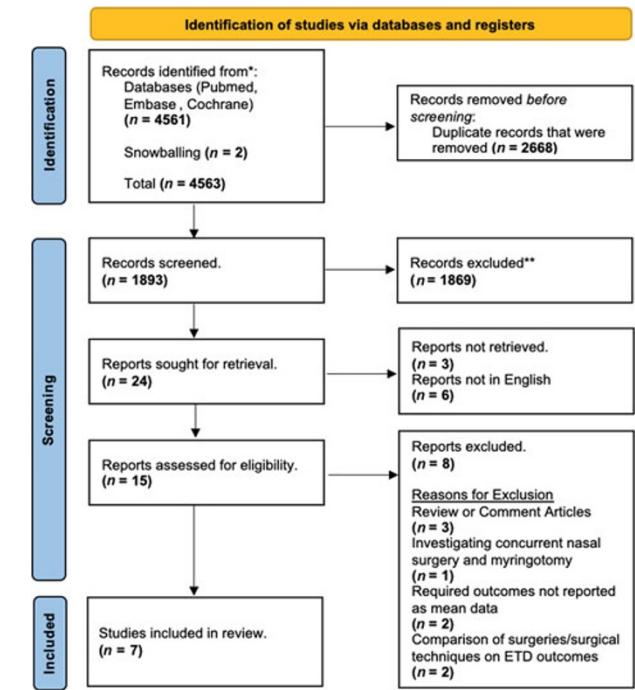 Identification of studies via databases and registers
Identification
Records identified from*:
Databases (Pubmed,
Embase , Cochrane)
(n = 4561)
Snowballing (n = 2)
Total (n = 4563)
Records removed before
screening:
Duplicate records that were
removed (n = 2668)
Screening
Records screened.
(n = 1893)
Records excluded**
(n = 1869)
Reports sought for retrieval.
(n = 24)
Reports not retrieved.
(n = 3)
Reports not in English
(n = 6)
Reports assessed for eligibility.
(n = 15)
Reports excluded.
(n = 8)
Reasons for Exclusion
Review or Comment Articles
(n = 3)
Investigating concurrent nasal
surgery and myringotomy
(n = 1)
Required outcomes not reported
as mean data
(n = 2)
Comparison of surgeries/surgical
techniques on ETD outcomes
(n = 2)
Included
Studies included in review.
(n = 7)